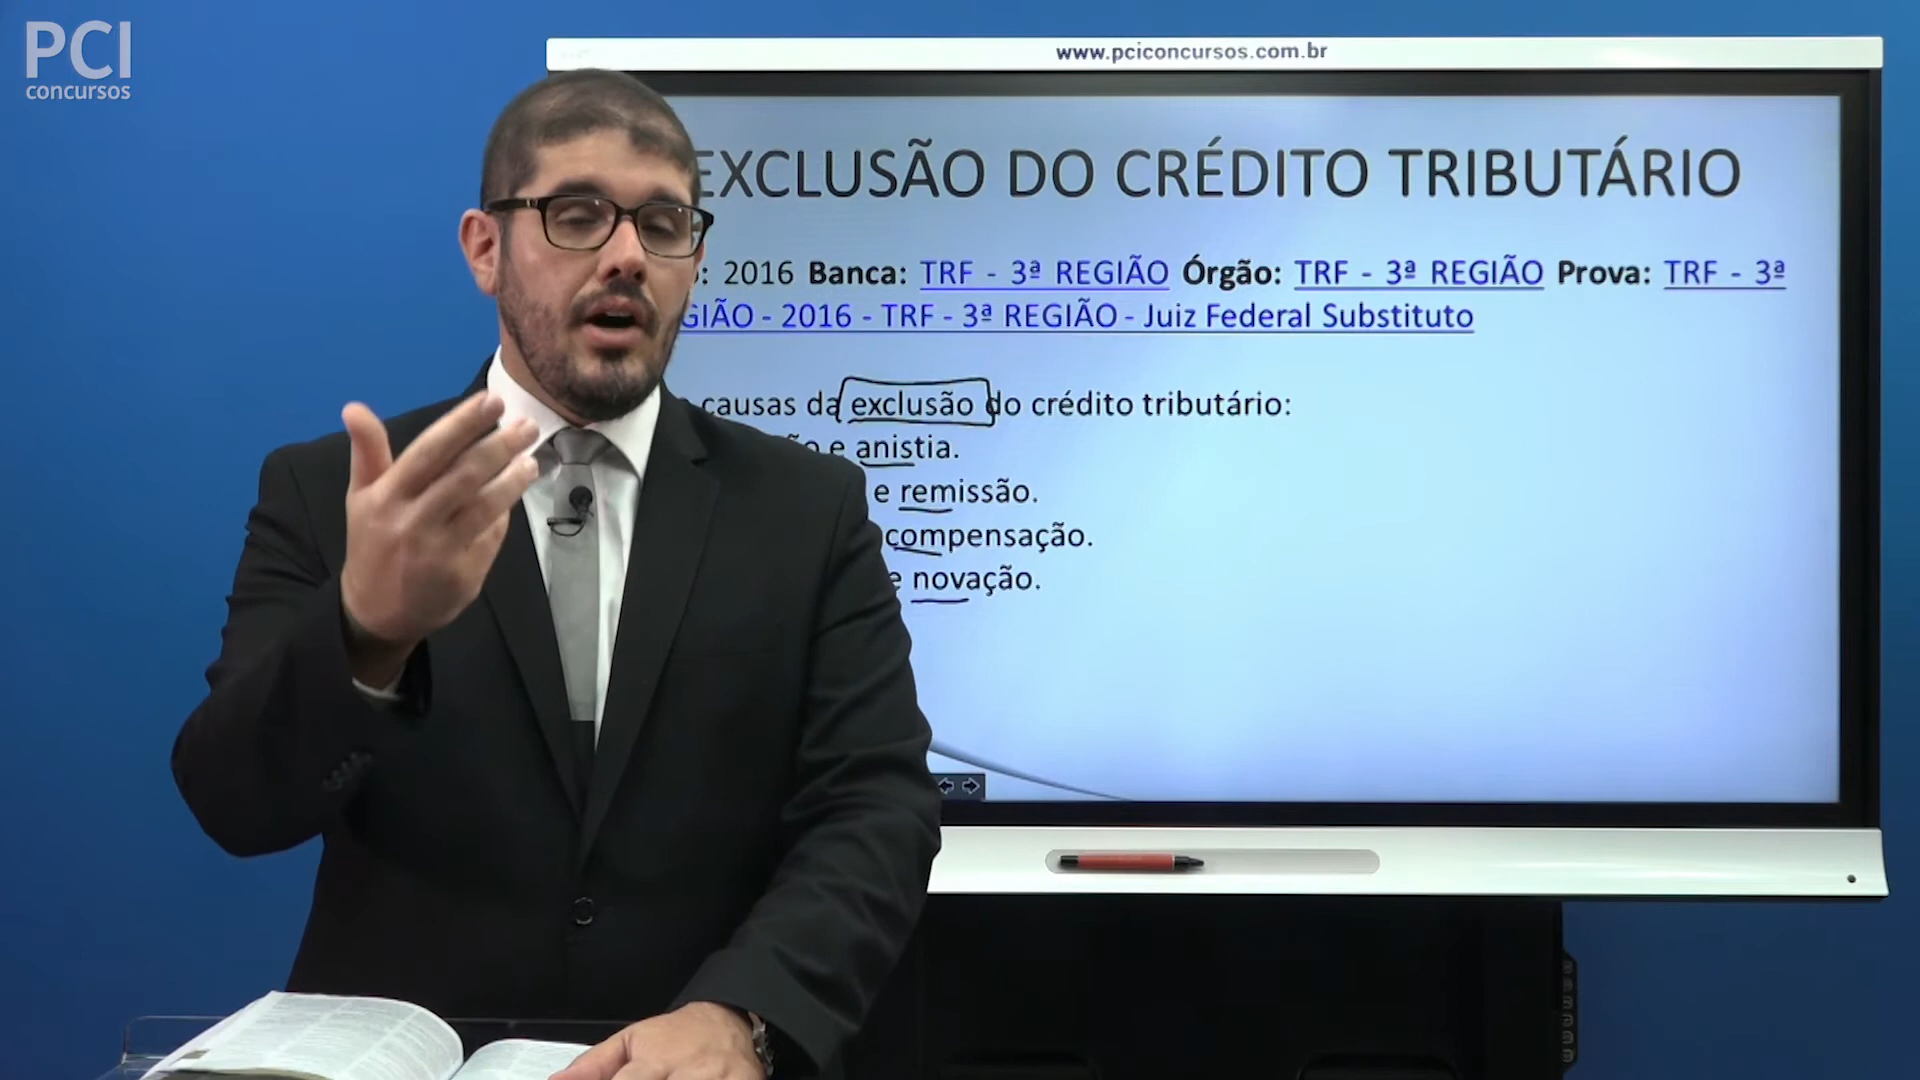 PCI
concursos
www.pciconcursos.com.br
EXCLUSÃO DO CRÉDITO TRIBUTÁRIO
2016 Banca: TRF - 3ª REGIÃO Órgão: TRF - 3ª REGIÃO Prova: TRF - 3ª
- 2016 - TRF - 3ª REGIÃO - Juiz Federal Substituto
causas da exclusão do crédito tributário:
e anistia.
e remissão.
compensação.
e novação.